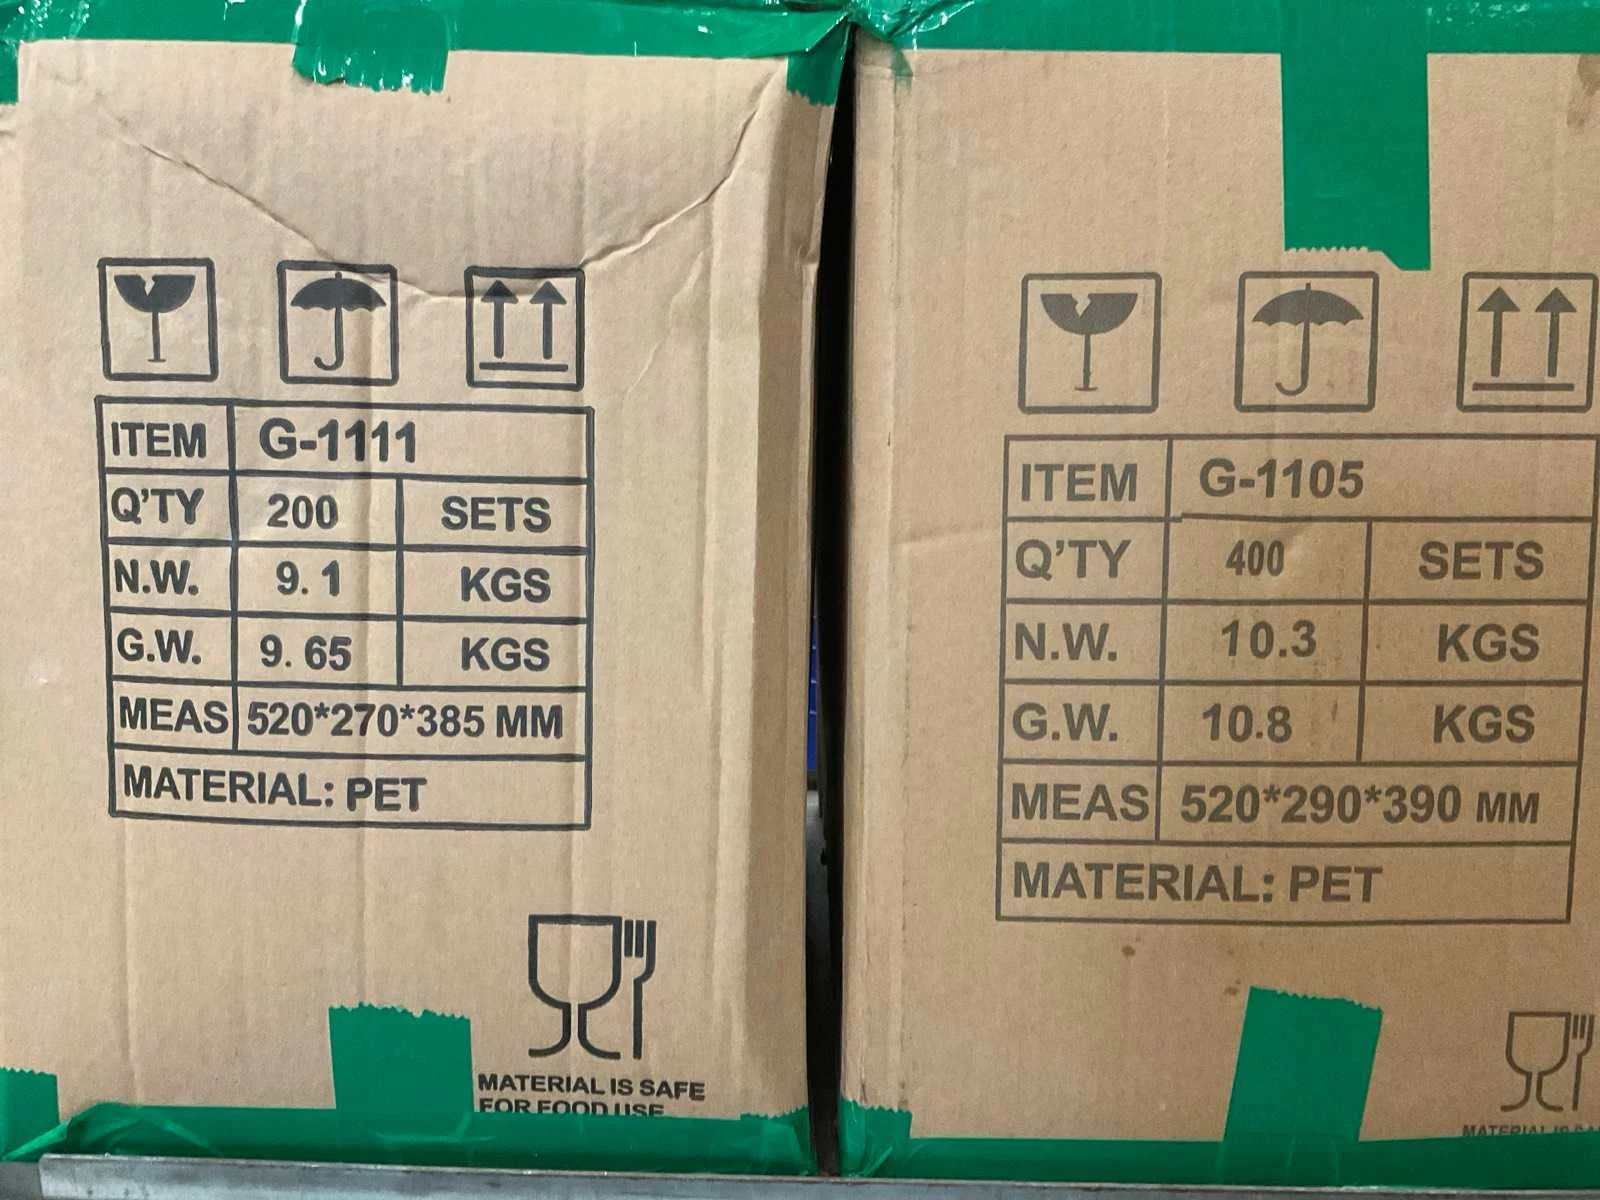 ITEM G-1111
Q'TY 200 SETS
N.W. 9.1 KGS
G.W. 9.65 KGS
MEAS 520*270*385 MM
MATERIAL: PET
MATERIAL IS SAFE
FOR FOOD USE
ITEM G-1105
Q'TY 400 SETS
N.W. 10.3 KGS
G.W. 10.8 KGS
MEAS 520*290*390 MM
MATERIAL: PET
MATERIAL IS